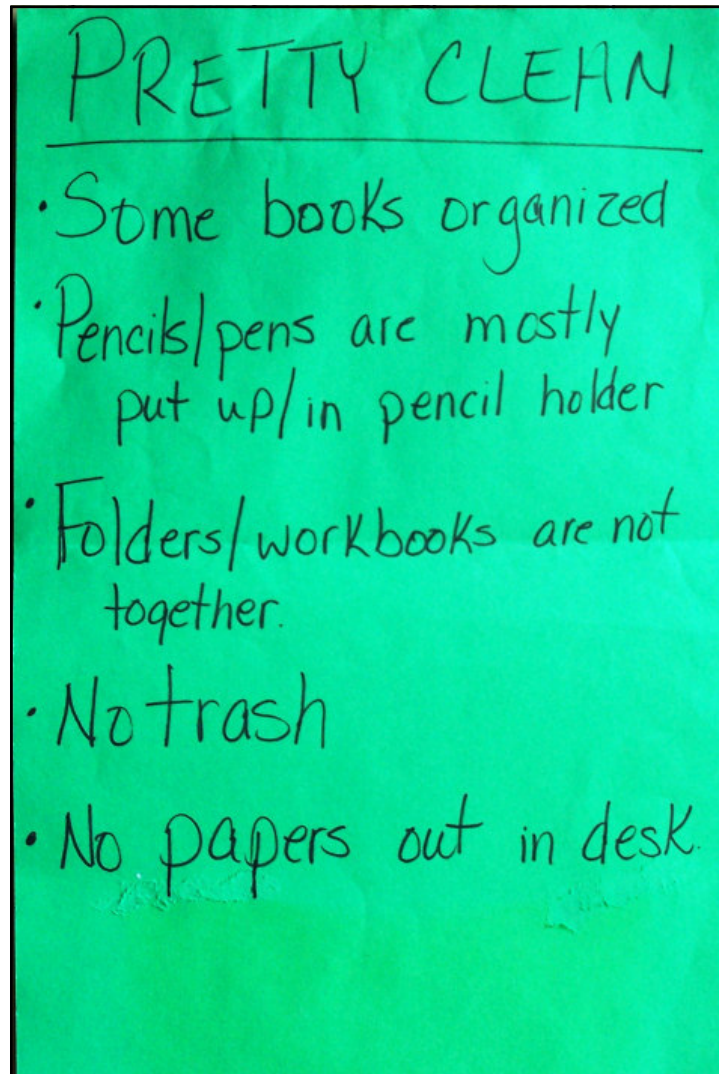 PRETTY CLEAN
·Some books organized
·Pencils/pens are mostly
put up/in pencil holder
·Folders/workbooks are not
together.
·No trash
·No papers out in desk.